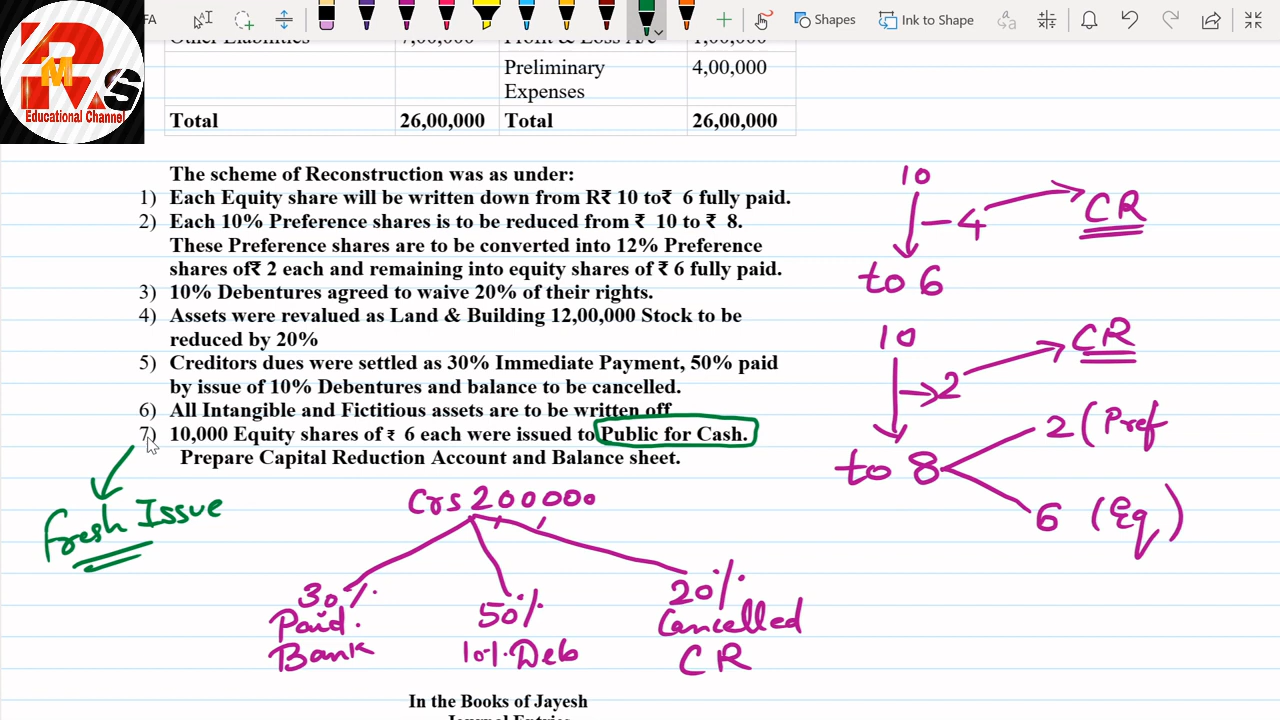 FA
Shapes
Ink to Shape
R M S
Educational Channel
7,00,000
Preliminary Expenses 4,00,000
Total 26,00,000 Total 26,00,000
The scheme of Reconstruction was as under:
1) Each Equity share will be written down from R₹ 10 to₹ 6 fully paid.
2) Each 10% Preference shares is to be reduced from ₹ 10 to ₹ 8.
These Preference shares are to be converted into 12% Preference
shares of₹ 2 each and remaining into equity shares of ₹ 6 fully paid.
3) 10% Debentures agreed to waive 20% of their rights.
4) Assets were revalued as Land & Building 12,00,000 Stock to be
reduced by 20%
5) Creditors dues were settled as 30% Immediate Payment, 50% paid
by issue of 10% Debentures and balance to be cancelled.
6) All Intangible and Fictitious assets are to be written off
7) 10,000 Equity shares of ₹ 6 each were issued to Public for Cash.
Prepare Capital Reduction Account and Balance sheet.
10
4
CR
to 6
10
2
CR
to 8
2 (Pref
6 (Eq)
Fresh Issue
Crs 200000
30%
Paid.
Bank
50%
10% Deb
20%
Cancelled
CR
In the Books of Jayesh
Journal Entries